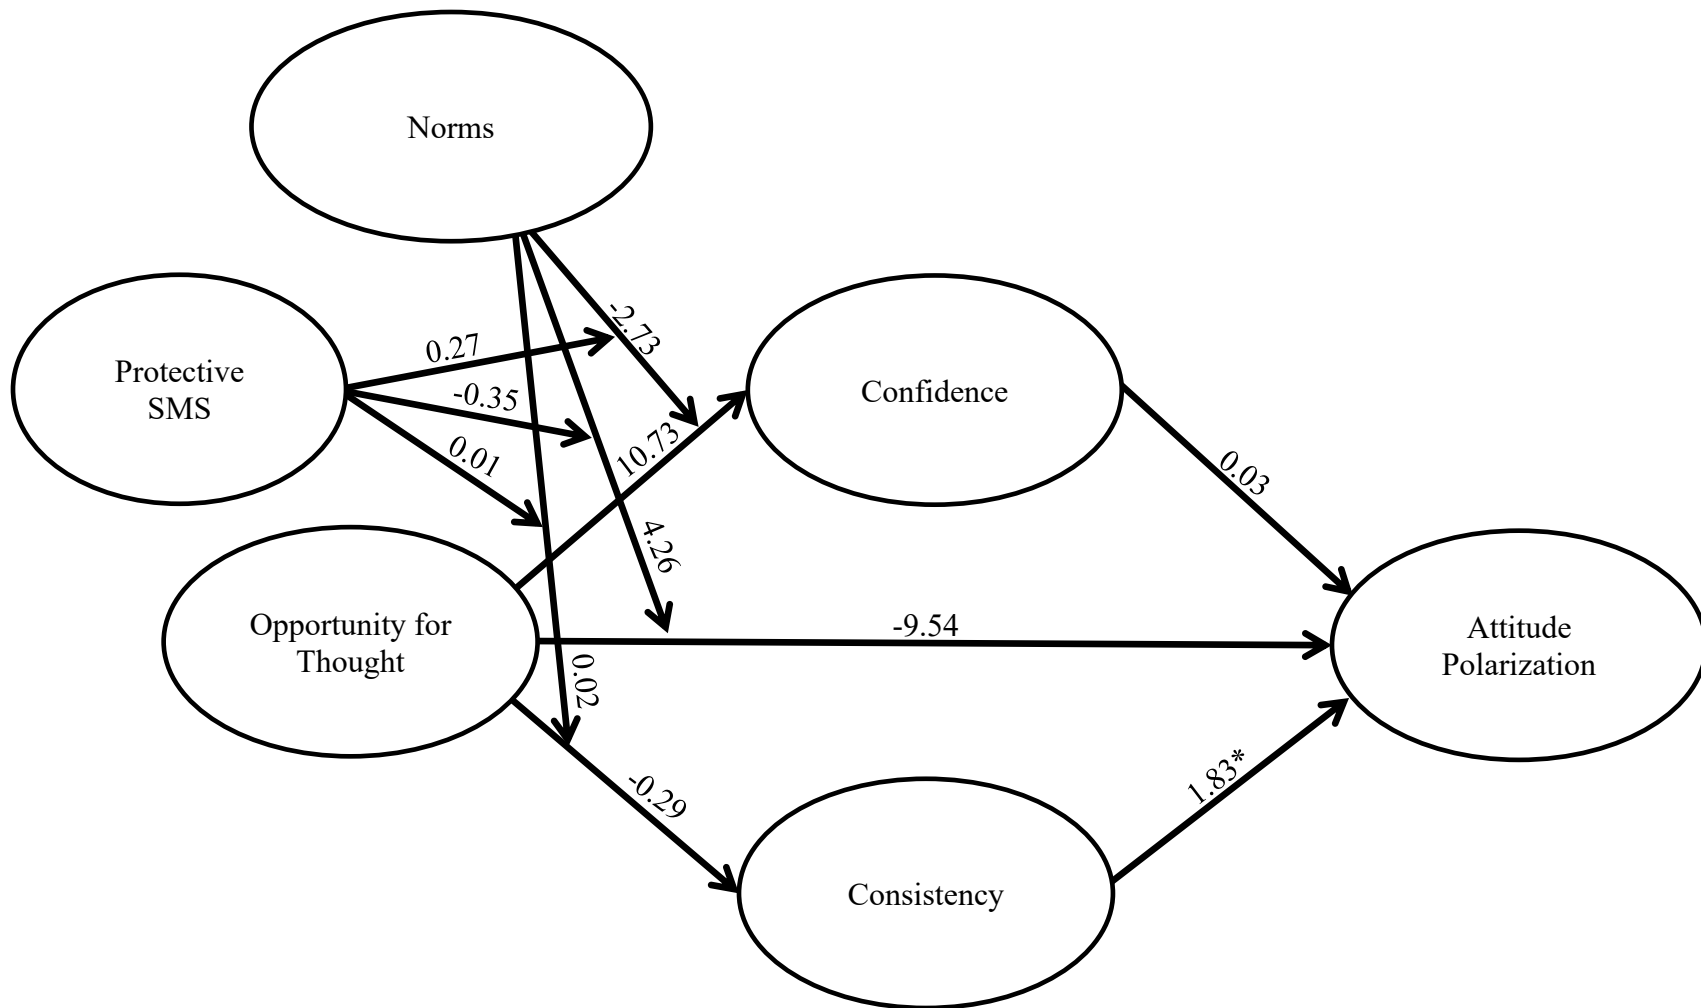 Norms
-2.73
0.27
Protective
SMS
-0.35
Confidence
0.01
10.73
0.03
4.26
Opportunity for
Thought
-9.54
Attitude
Polarization
0.02
-0.29
1.83*
Consistency